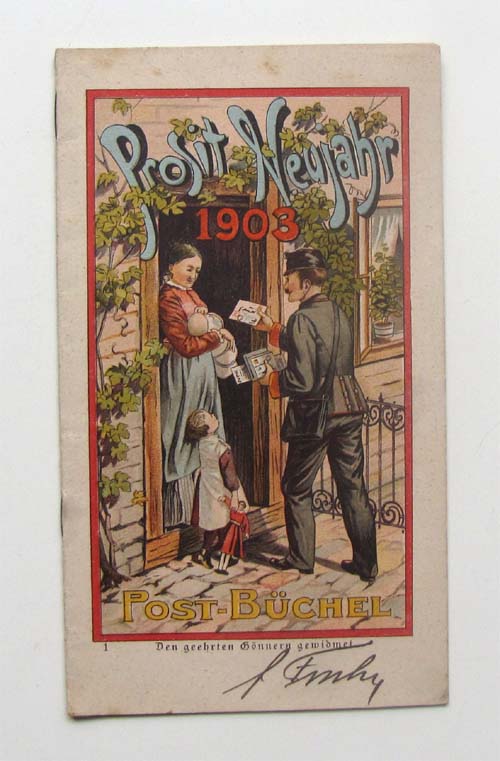 Prosit Neujahr
1903
POST-BÜCHEL
1 Den geehrten Gönnern gewidmet